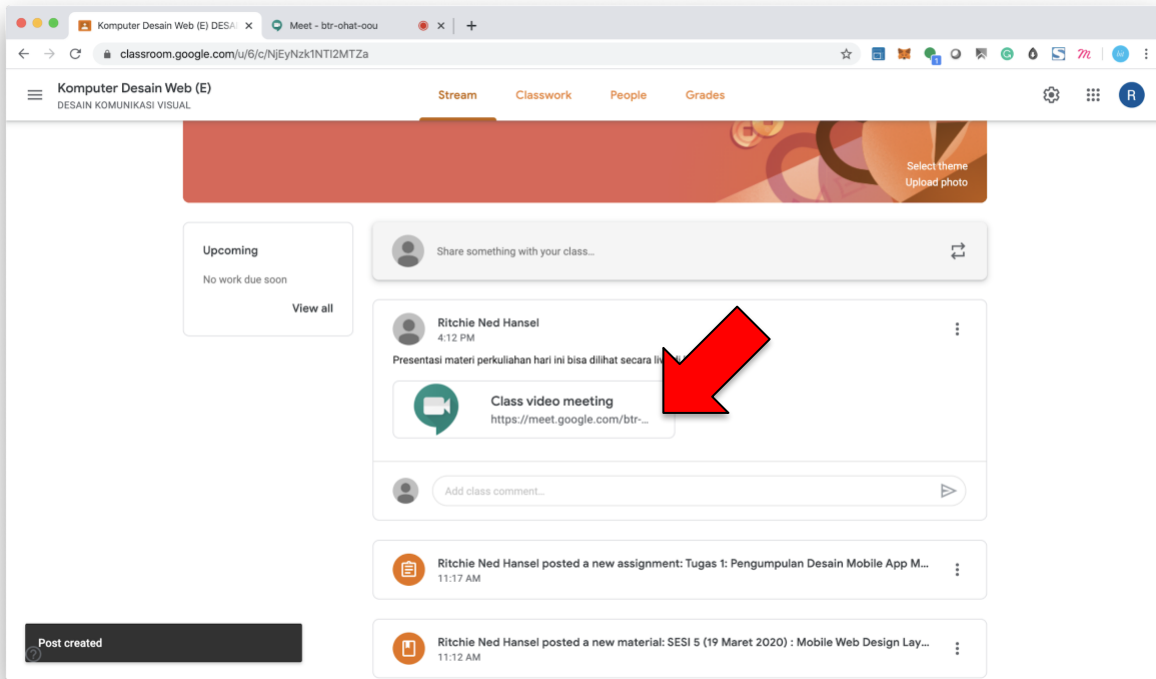 Komputer Desain Web (E) DESA
Meet - btr-ohat-oou
classroom.google.com/u/6/c/NjEyNzk1NTI2MTZa
1
AV
Komputer Desain Web (E)
DESAIN KOMUNIKASI VISUAL
Stream
Classwork
People
Grades
R
Select theme
Upload photo
Upcoming
No work due soon
View all
Share something with your class...
Ritchie Ned Hansel
4:12 PM
Presentasi materi perkuliahan hari ini bisa dilihat secara
Class video meeting
https://meet.google.com/btr-...
Add class comment...
Ritchie Ned Hansel posted a new assignment: Tugas 1: Pengumpulan Desain Mobile App M...
11:17 AM
Ritchie Ned Hansel posted a new material: SESI 5 (19 Maret 2020) : Mobile Web Design Lay...
11:12 AM
Post created